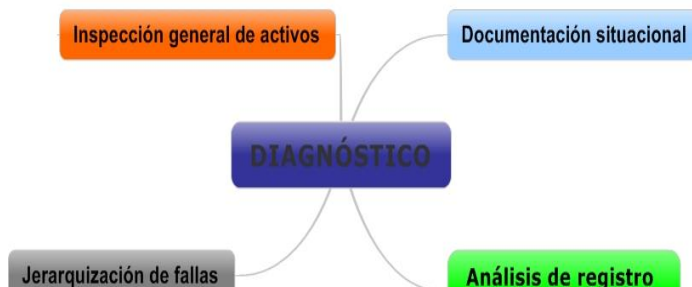 Inspección general de activos
Documentación situacional
DIAGNÓSTICO
Jerarquización de fallas
Análisis de registro